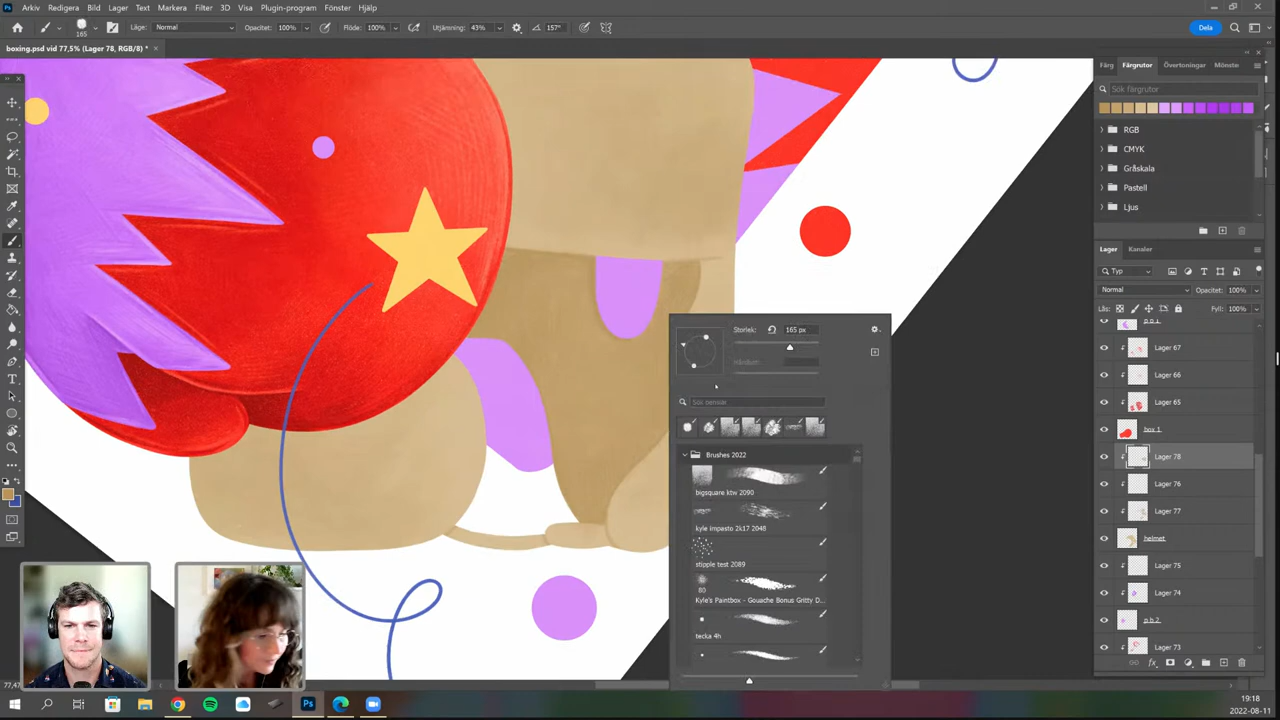 Arkiv Redigera Bild Lager Text Markera Filter 3D Visa Plugin-program Fönster Hjälp
165 Läge: Normal Opacitet: 100% Flöde: 100% Utjämning: 43% 157° Dela
boxing.psd vid 77,5% (Lager 78, RGB/8) *
Färg Färgrutor Övertoningar Mönste
Sök färgrutor
RGB
CMYK
Gråskala
Pastell
Ljus
Lager Kanaler
Typ
Normal Opacitet: 100%
Lås: Fyll: 100%
Lager 67
Lager 66
Lager 65
box 1
Lager 78
Lager 76
Lager 77
helmet
Lager 75
Lager 74
p b 2
Lager 73
Storlek: 165 px
Sök penslar
Brushes 2022
bigsquare ktw 2090
kyle impasto 2k17 2048
stipple test 2089
80
Kyle's Paintbox - Gouache Bonus Gritty D...
tecka 4h
19:18
2022-08-11